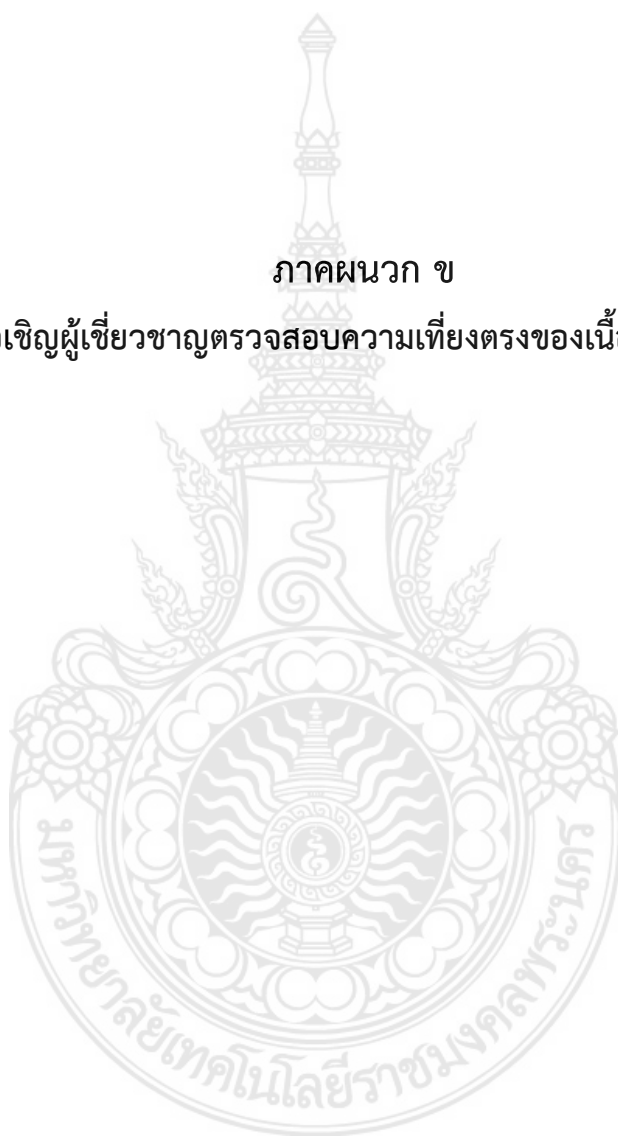 ภาคผนวก ข
เชิญผู้เชี่ยวชาญตรวจสอบความเที่ยงตรงของ
มหาวิทยาลัยเทคโนโลยีราชมงคลพระนคร